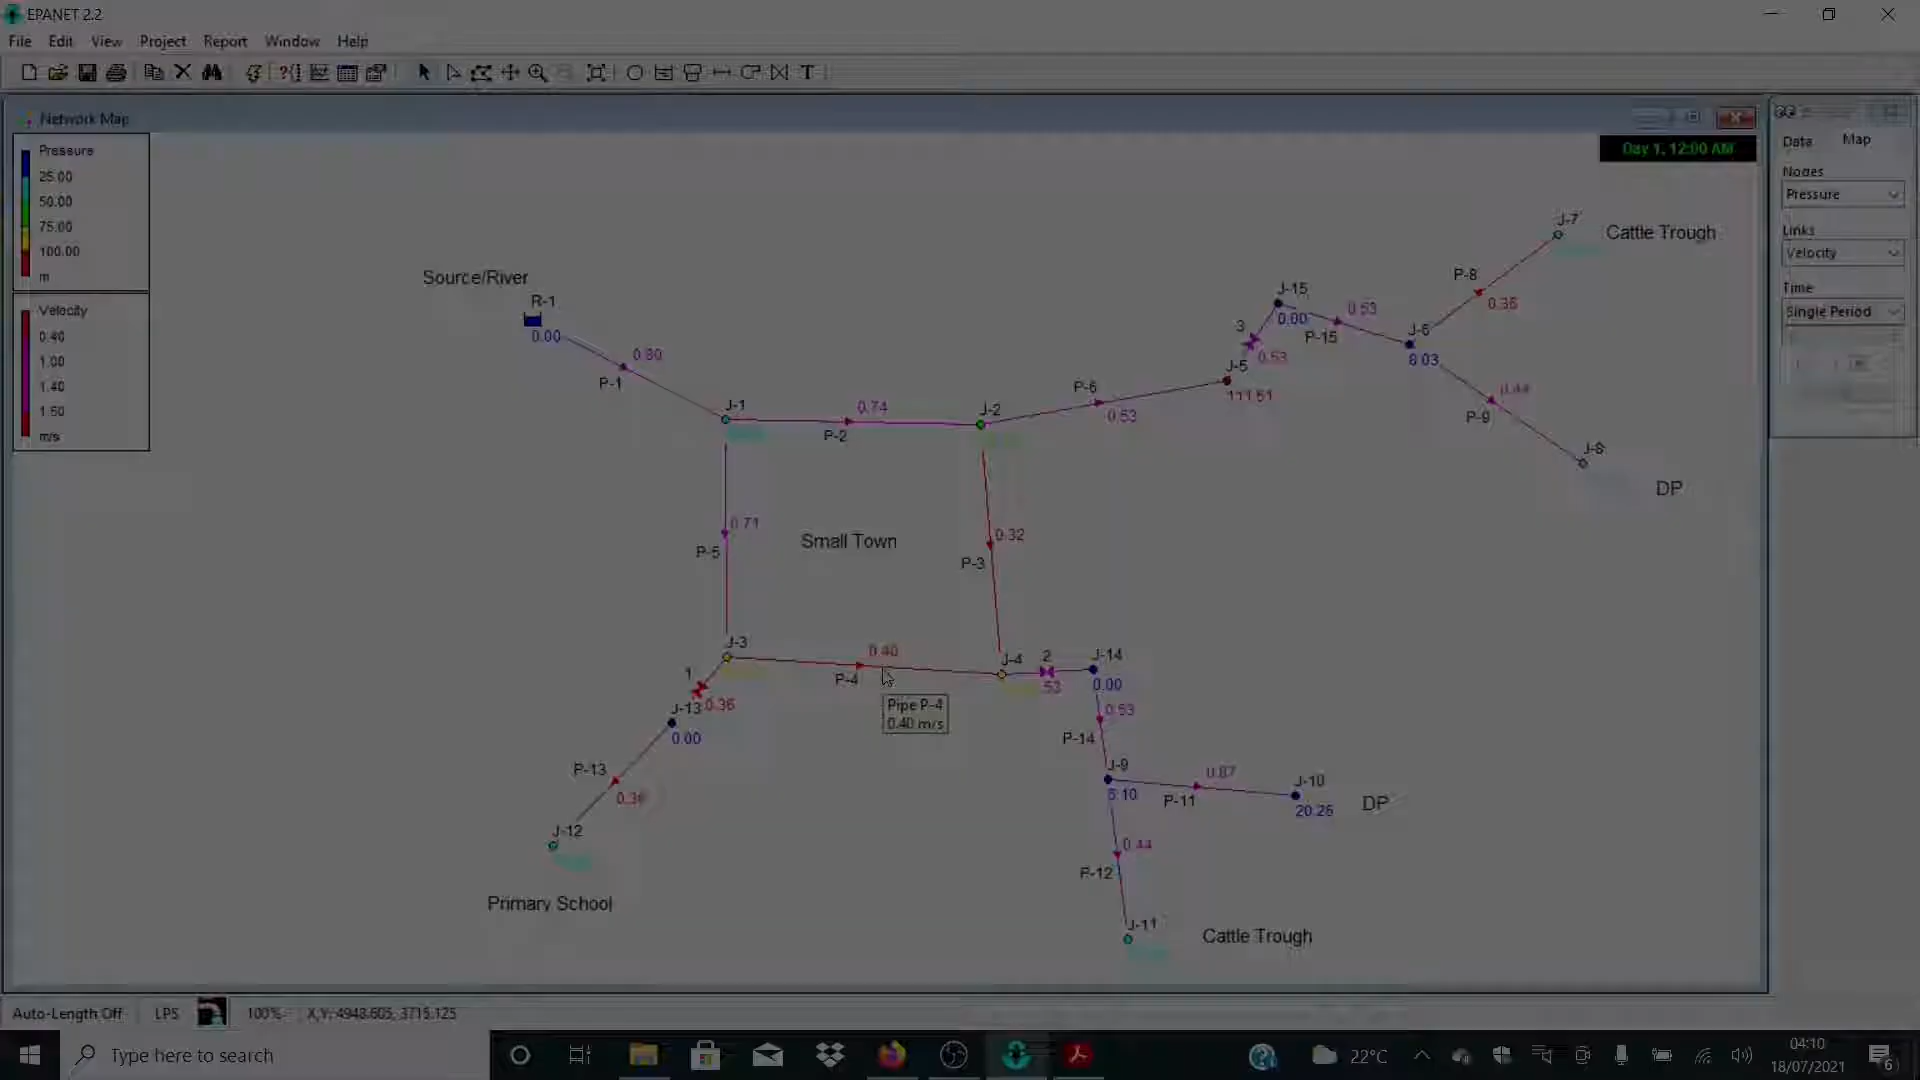 EPANET 2.2
File Edit View Project Report Window Help
Network Map
Day 1, 12:00 AM
Pressure
25.00
50.00
75.00
100.00
m
Velocity
0.40
1.00
1.40
1.50
m/s
Data Map
Nodes
Pressure
Links
Velocity
Time
Single Period
Source/River
R-1
0.00
0.80
P-1
J-1
0.74
P-2
J-2
P-6
0.53
J-5
111.51
3
0.53
J-15
0.00
0.53
P-15
J-6
P-8
0.36
J-7
Cattle Trough
0.44
P-9
J-8
DP
0.71
P-5
Small Town
0.32
P-3
J-3
0.40
P-4
Pipe P-4
0.40 m/s
J-4
2
J-14
.53
0.00
1
J-13
0.36
0.00
P-13
0.36
J-12
Primary School
0.53
P-14
J-9
0.87
P-11
J-10
20.26
DP
0.44
P-12
J-11
Cattle Trough
Auto-Length Off LPS 100% X,Y: 4948.605, 3715.125
Type here to search
22°C
04:10
18/07/2021
6